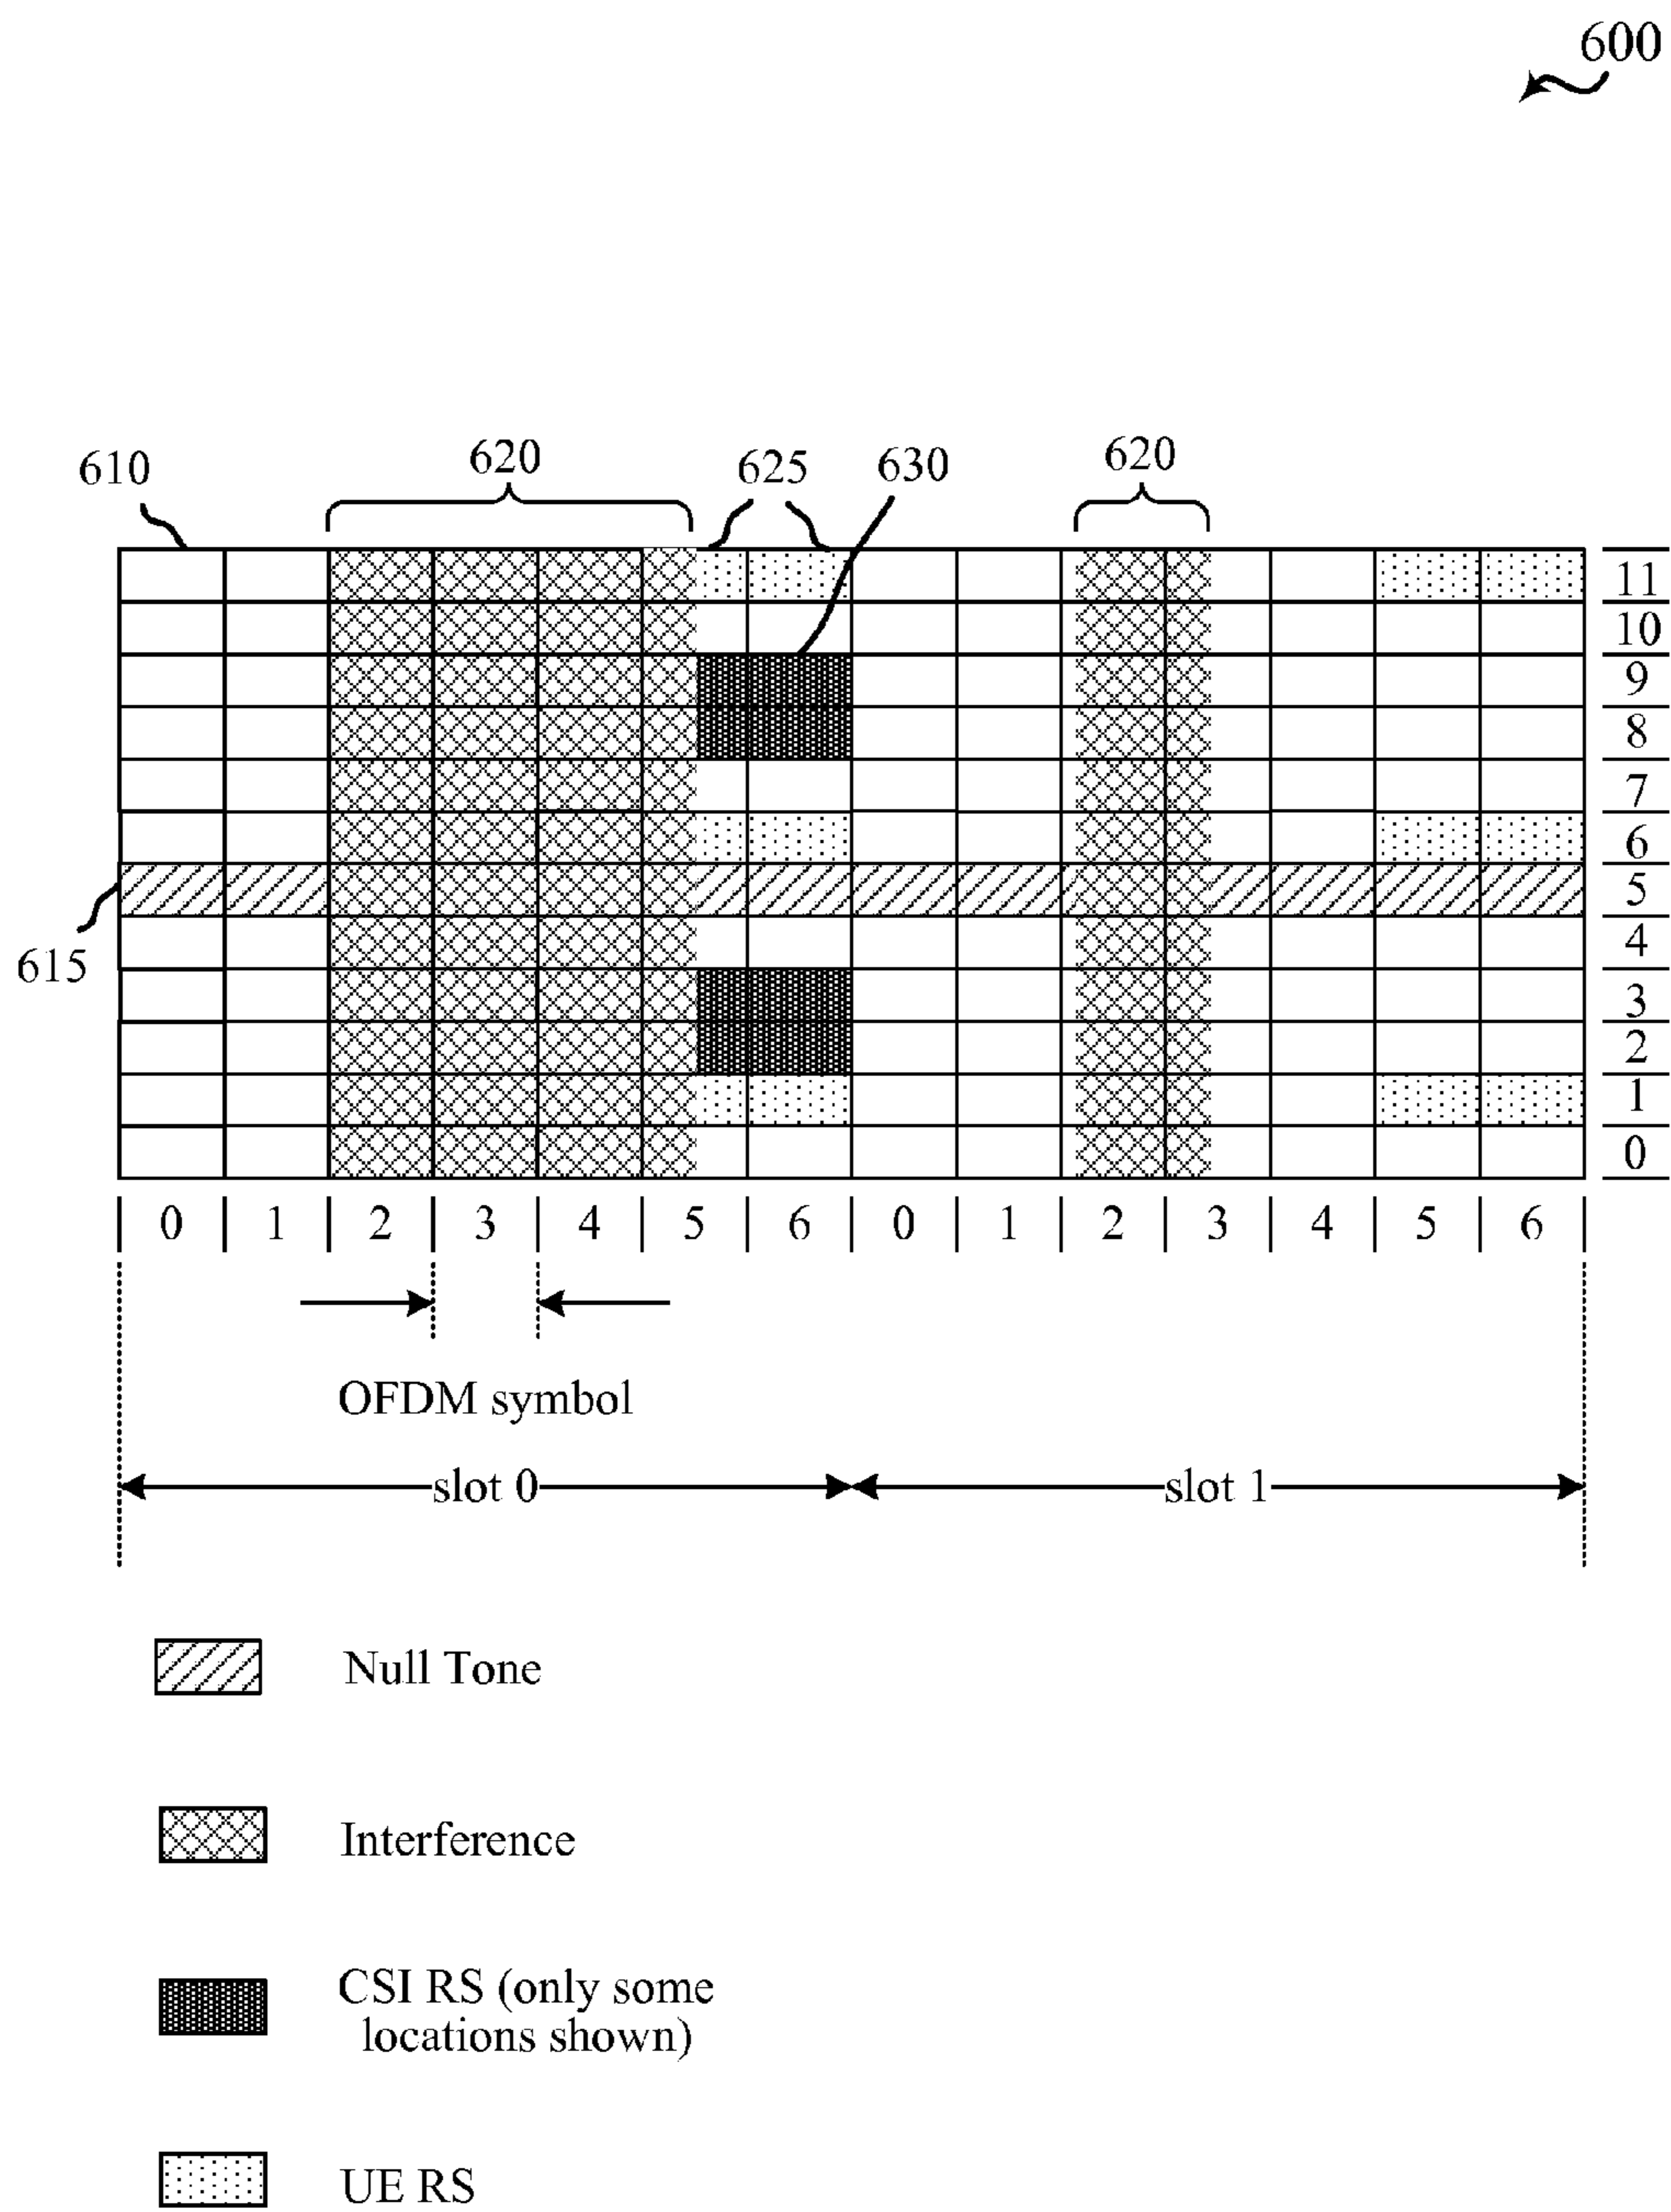 600
610
620
625
630
620
11
10
9
8
7
6
5
4
3
2
1
0
615
0 1 2 3 4 5 6 0 1 2 3 4 5 6
OFDM symbol
slot 0 slot 1
Null Tone
Interference
CSI RS (only some
locations shown)
UE RS